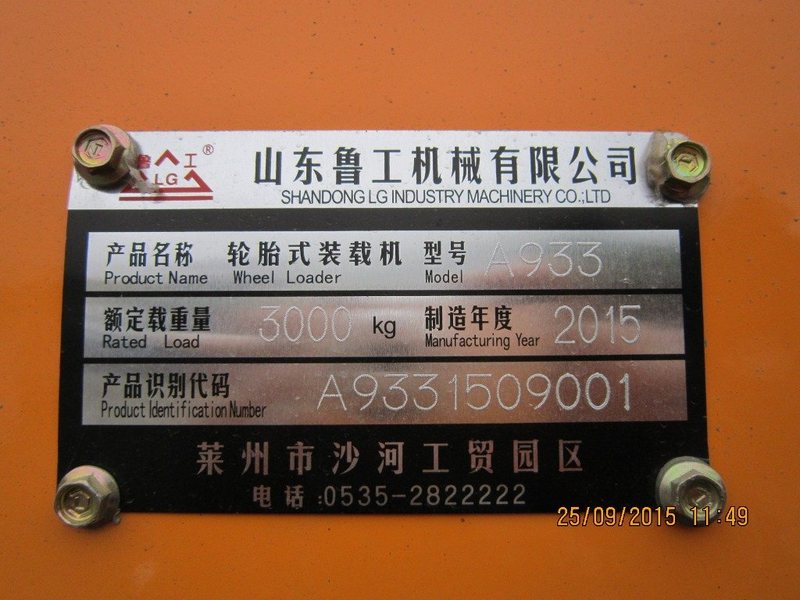 鲁 工 ®
LG
山东鲁工机械有限公司
SHANDONG LG INDUSTRY MACHINERY CO.;LTD
产品名称 轮胎式装载机 型号 A933
Product Name Wheel Loader Model
额定载重量 3000 kg 制造年度 2015
Rated Load Manufacturing Year
产品识别代码 A9331509001
Product Identification Number
莱州市沙河工贸园区
电话:0535-2822222
25/09/2015 11:49